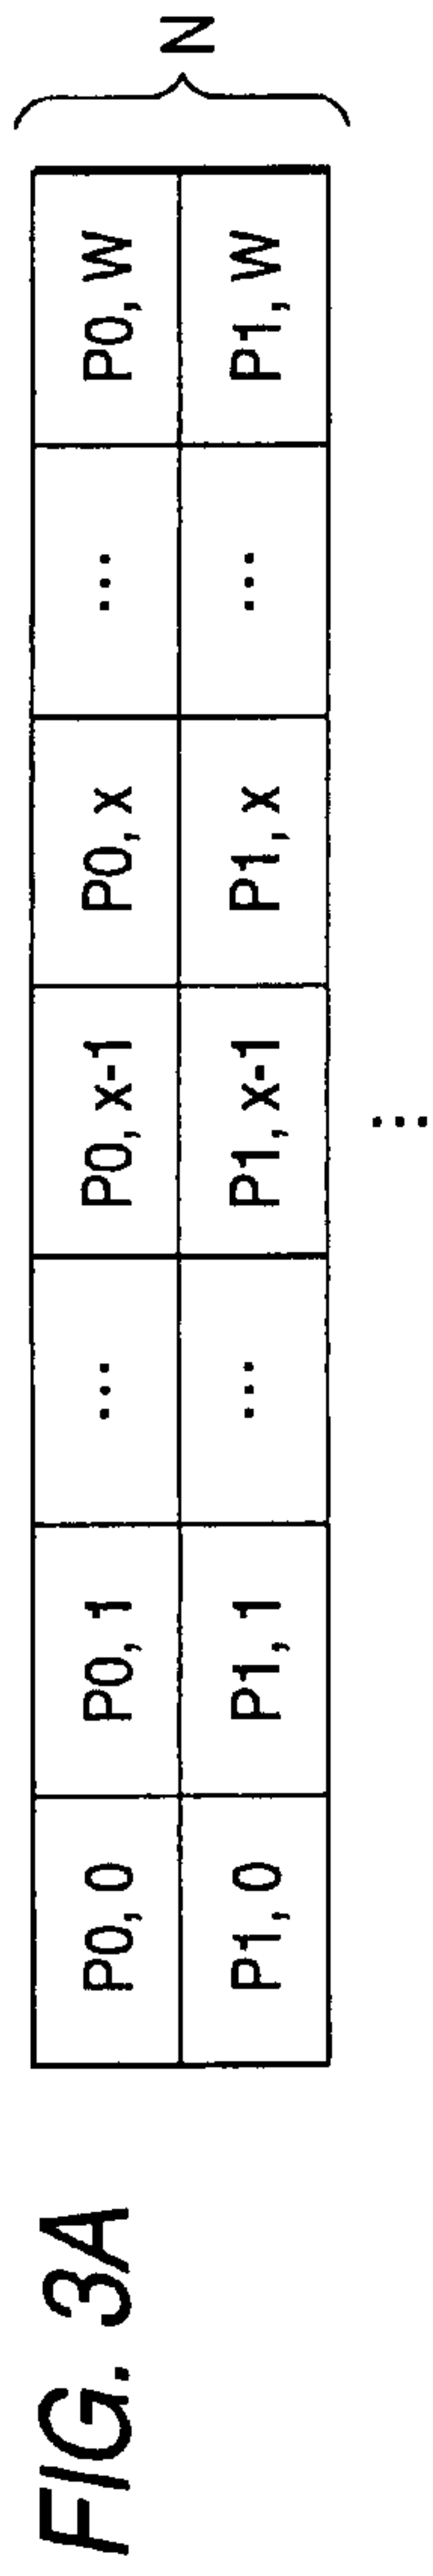 FIG. 3A
P0, 0 P0, 1 ... P0, x-1 P0, x ... P0, W
P1, 0 P1, 1 ... P1, x-1 P1, x ... P1, W
N
...